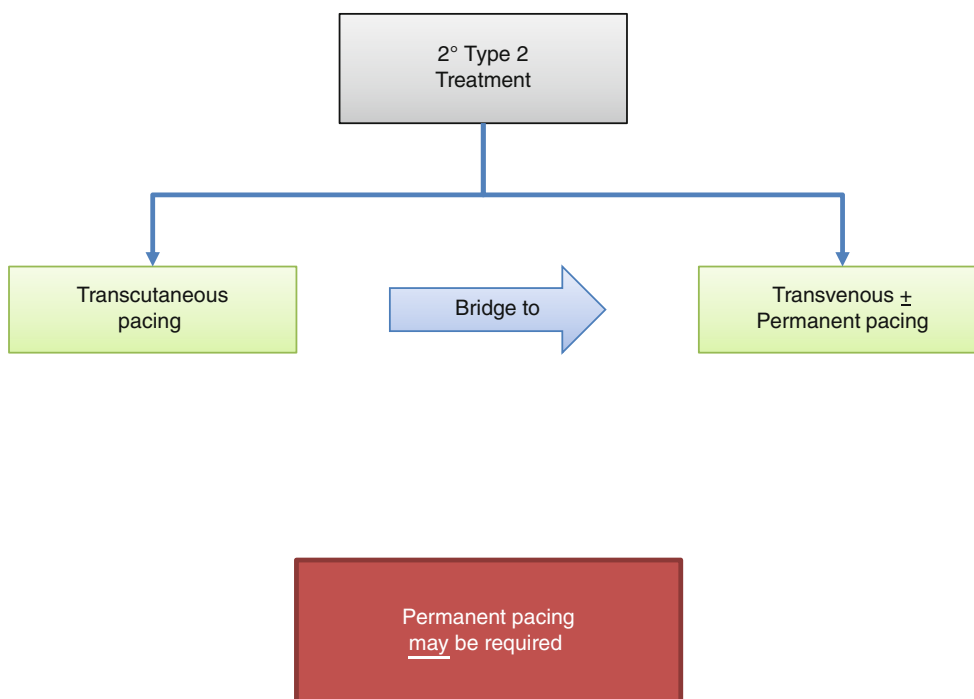 2° Type 2
Treatment
Transcutaneous
pacing
Bridge to
Transvenous ±
Permanent pacing
Permanent pacing
may be required